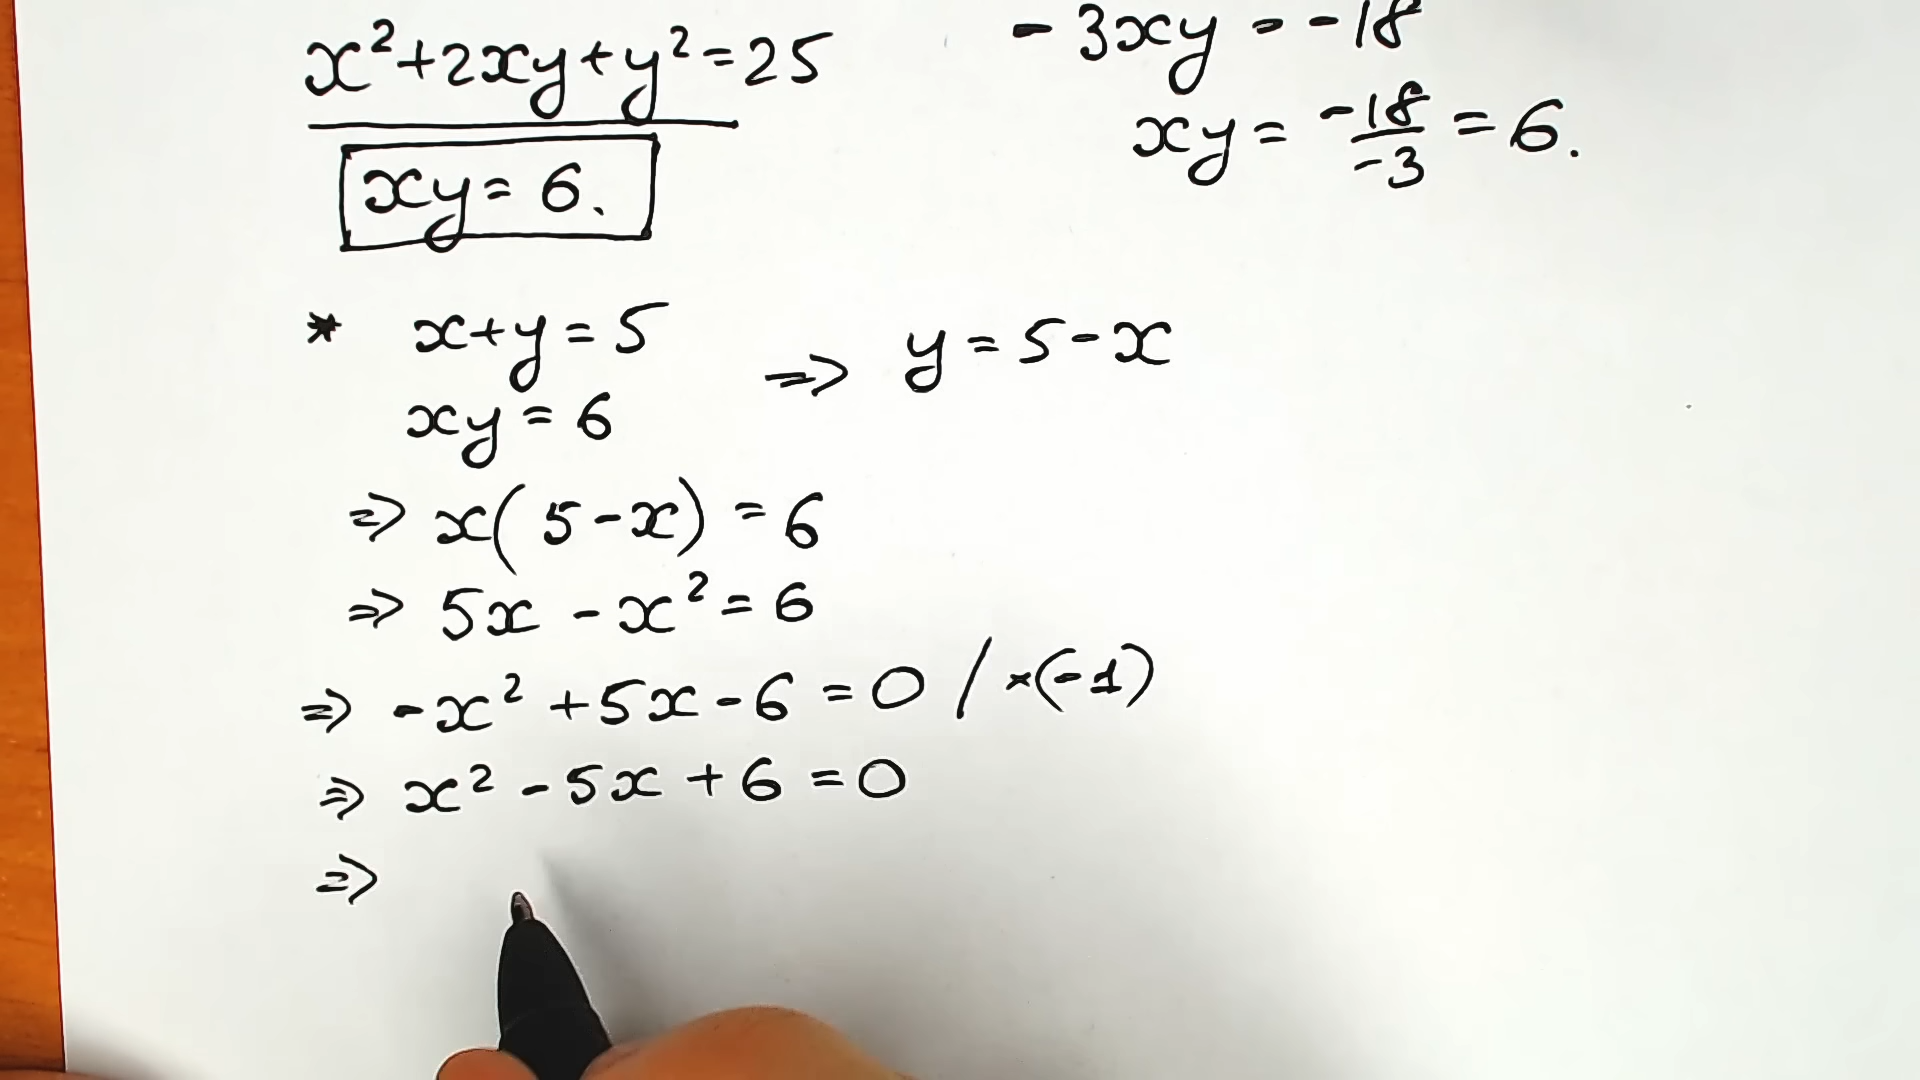 x²+2xy+y²=25
xy=6.
-3xy=-18
xy=-18/-3=6.
* x+y=5
xy=6
=> y=5-x
=> x(5-x)=6
=> 5x-x²=6
=> -x²+5x-6=0 / ×(-1)
=> x²-5x+6=0
=>